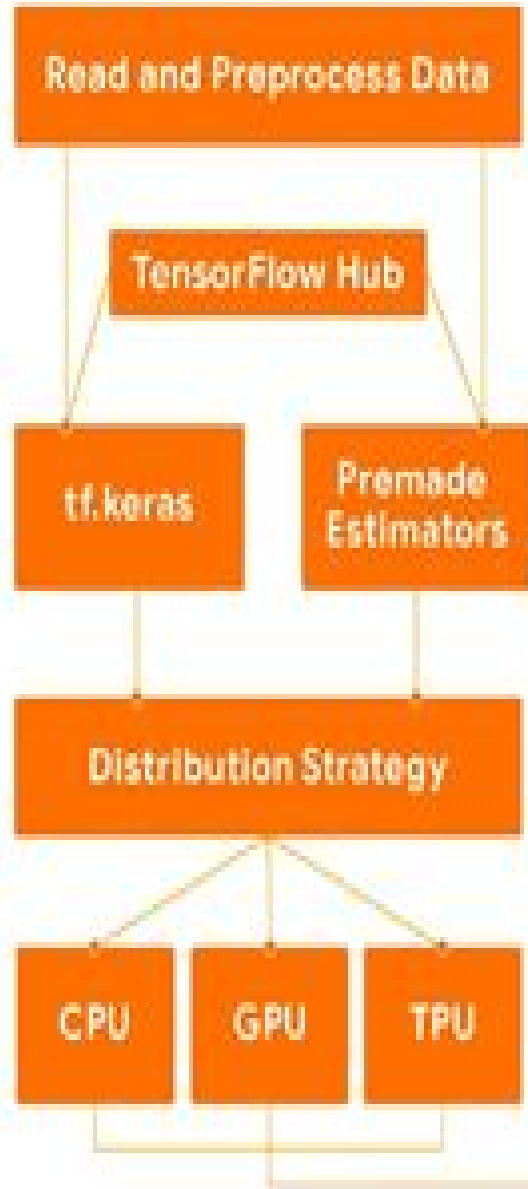 Read and Preprocess Data
TensorFlow Hub
tf.keras
Premade
Estimators
Distribution Strategy
CPU
GPU
TPU